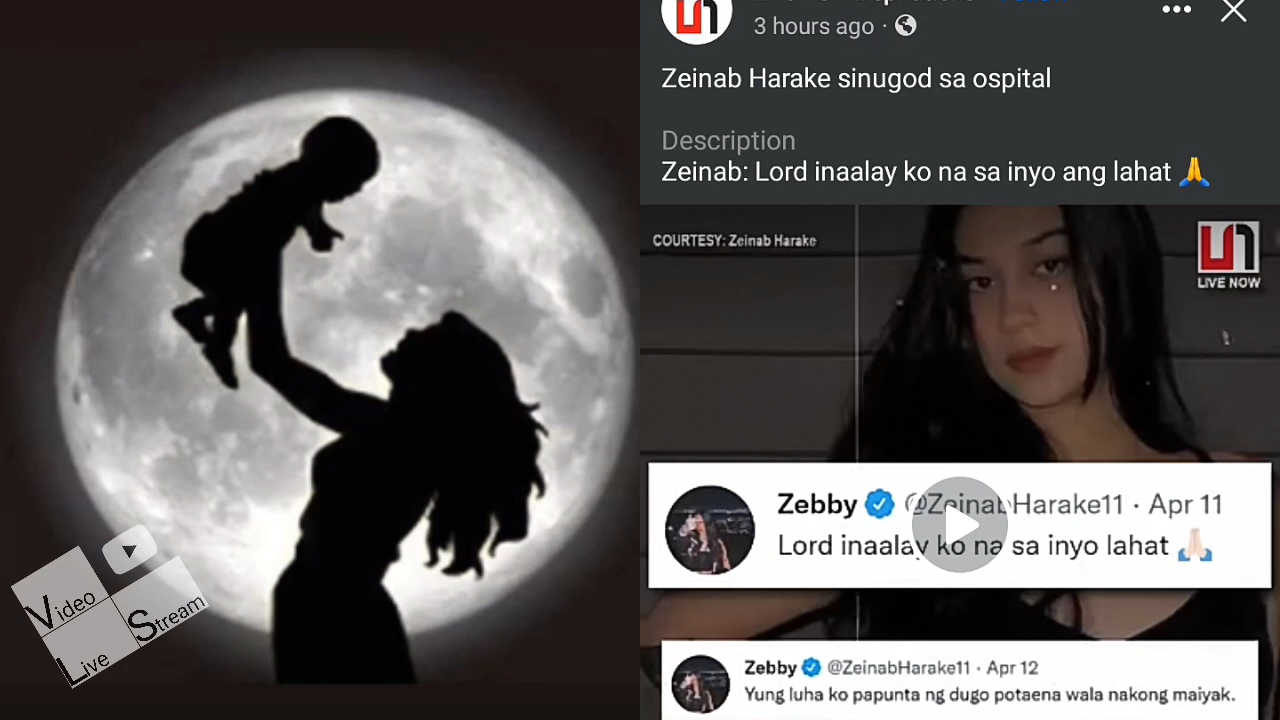 3 hours ago ·
Zeinab Harake sinugod sa ospital
Description
Zeinab: Lord inaalay ko na sa inyo ang lahat 🙏
COURTESY: Zeinab Harake
LIVE NOW
Zebby @ZeinabHarake11 · Apr 11
Lord inaalay ko na sa inyo lahat 🙏🏻
Zebby @ZeinabHarake11 · Apr 12
Yung luha ko papunta ng dugo potaena wala nakong maiyak.
Video
Live Stream